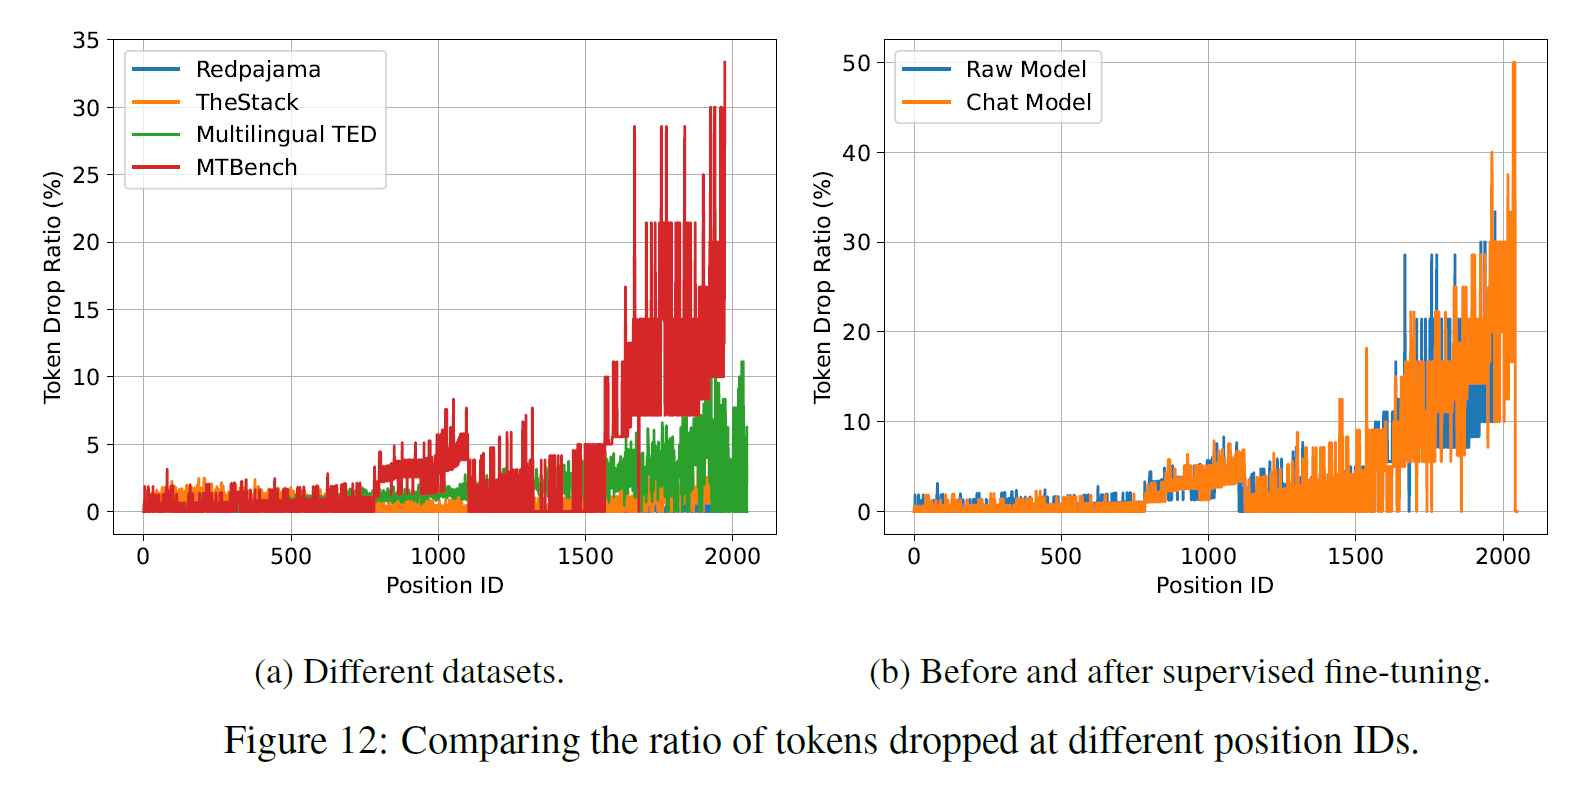 35
30
25
20
15
10
5
0
Token Drop Ratio (%)
Redpajama
TheStack
Multilingual TED
MTBench
0 500 1000 1500 2000
Position ID
(a) Different datasets.
50
40
30
20
10
0
Token Drop Ratio (%)
Raw Model
Chat Model
0 500 1000 1500 2000
Position ID
(b) Before and after supervised fine-tuning.
Figure 12: Comparing the ratio of tokens dropped at different position IDs.